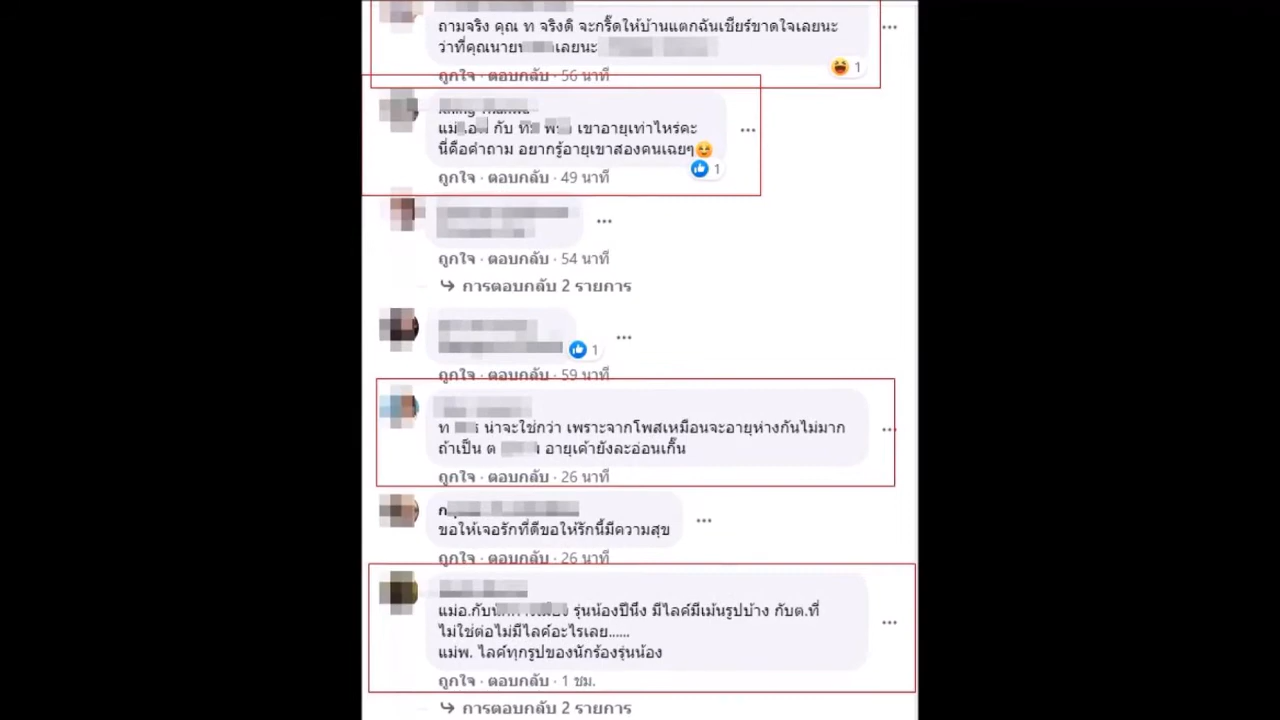 ถามจริง คุณ ท จริงดิ จะกรี๊ดให้บ้านแตกฉันเชียร์ขาดใจเลยนะ
ว่าที่คุณนาย เลยนะ
1
ถูกใจ · ตอบกลับ · 56 นาที
แม่ กับ เขาอายุเท่าไหร่คะ
นี่คือคำถาม อยากรู้อายุเขาสองคนเฉยๆ
1
ถูกใจ · ตอบกลับ · 49 นาที
ถูกใจ · ตอบกลับ · 54 นาที
การตอบกลับ 2 รายการ
1
ถูกใจ · ตอบกลับ · 59 นาที
ท น่าจะใช่กว่า เพราะจากโพสเหมือนจะอายุห่างกันไม่มาก
ถ้าเป็น ต อายุเค้ายังละอ่อนเกิ๊น
ถูกใจ · ตอบกลับ · 26 นาที
ขอให้เจอรักที่ดีขอให้รักนี้มีความสุข
ถูกใจ · ตอบกลับ · 26 นาที
แม่อ.กับ รุ่นน้องปีนึง มีไลค์มีเม้นรูปบ้าง กับต.ที่
ไม่ใช่ต่อไม่มีไลค์อะไรเลย......
แม่พ. ไลค์ทุกรูปของนักร้องรุ่นน้อง
ถูกใจ · ตอบกลับ · 1 ชม.
การตอบกลับ 2 รายการ